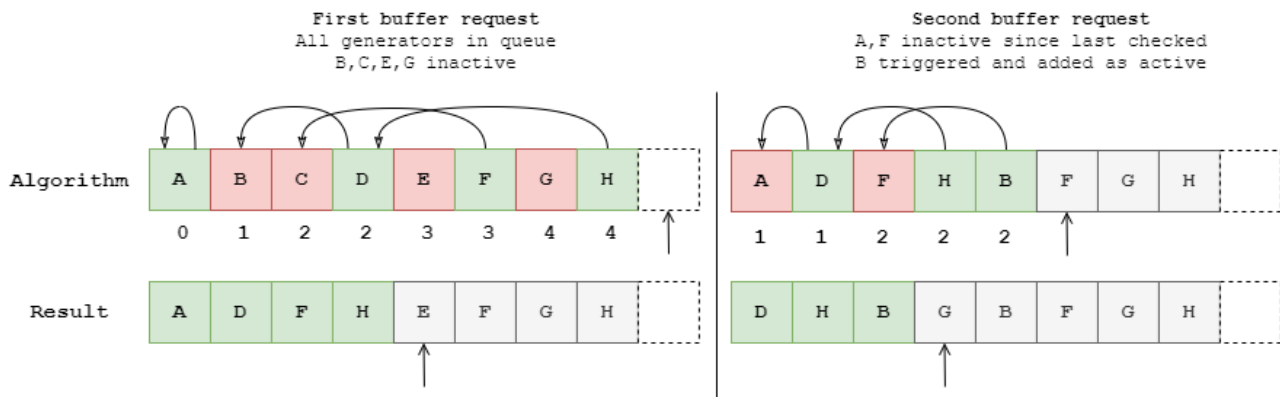 First buffer request
All generators in queue
B,C,E,G inactive
Second buffer request
A,F inactive since last checked
B triggered and added as active
Algorithm
A B C D E F G H
0 1 2 2 3 3 4 4
A D F H B F G H
1 1 2 2 2
Result
A D F H E F G H
D H B G B F G H